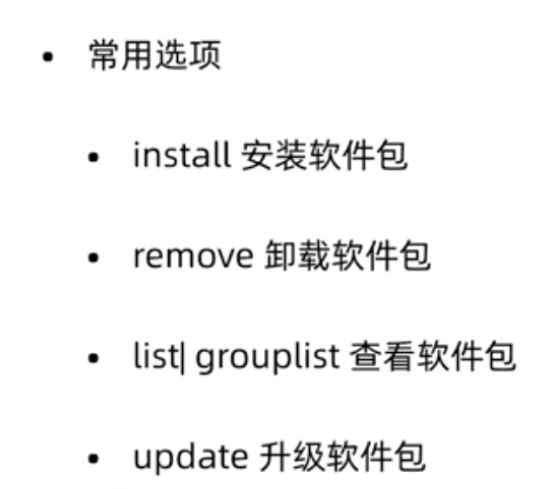 • 常用选项
• install 安装软件包
• remove 卸载软件包
• list| grouplist 查看软件包
• update 升级软件包